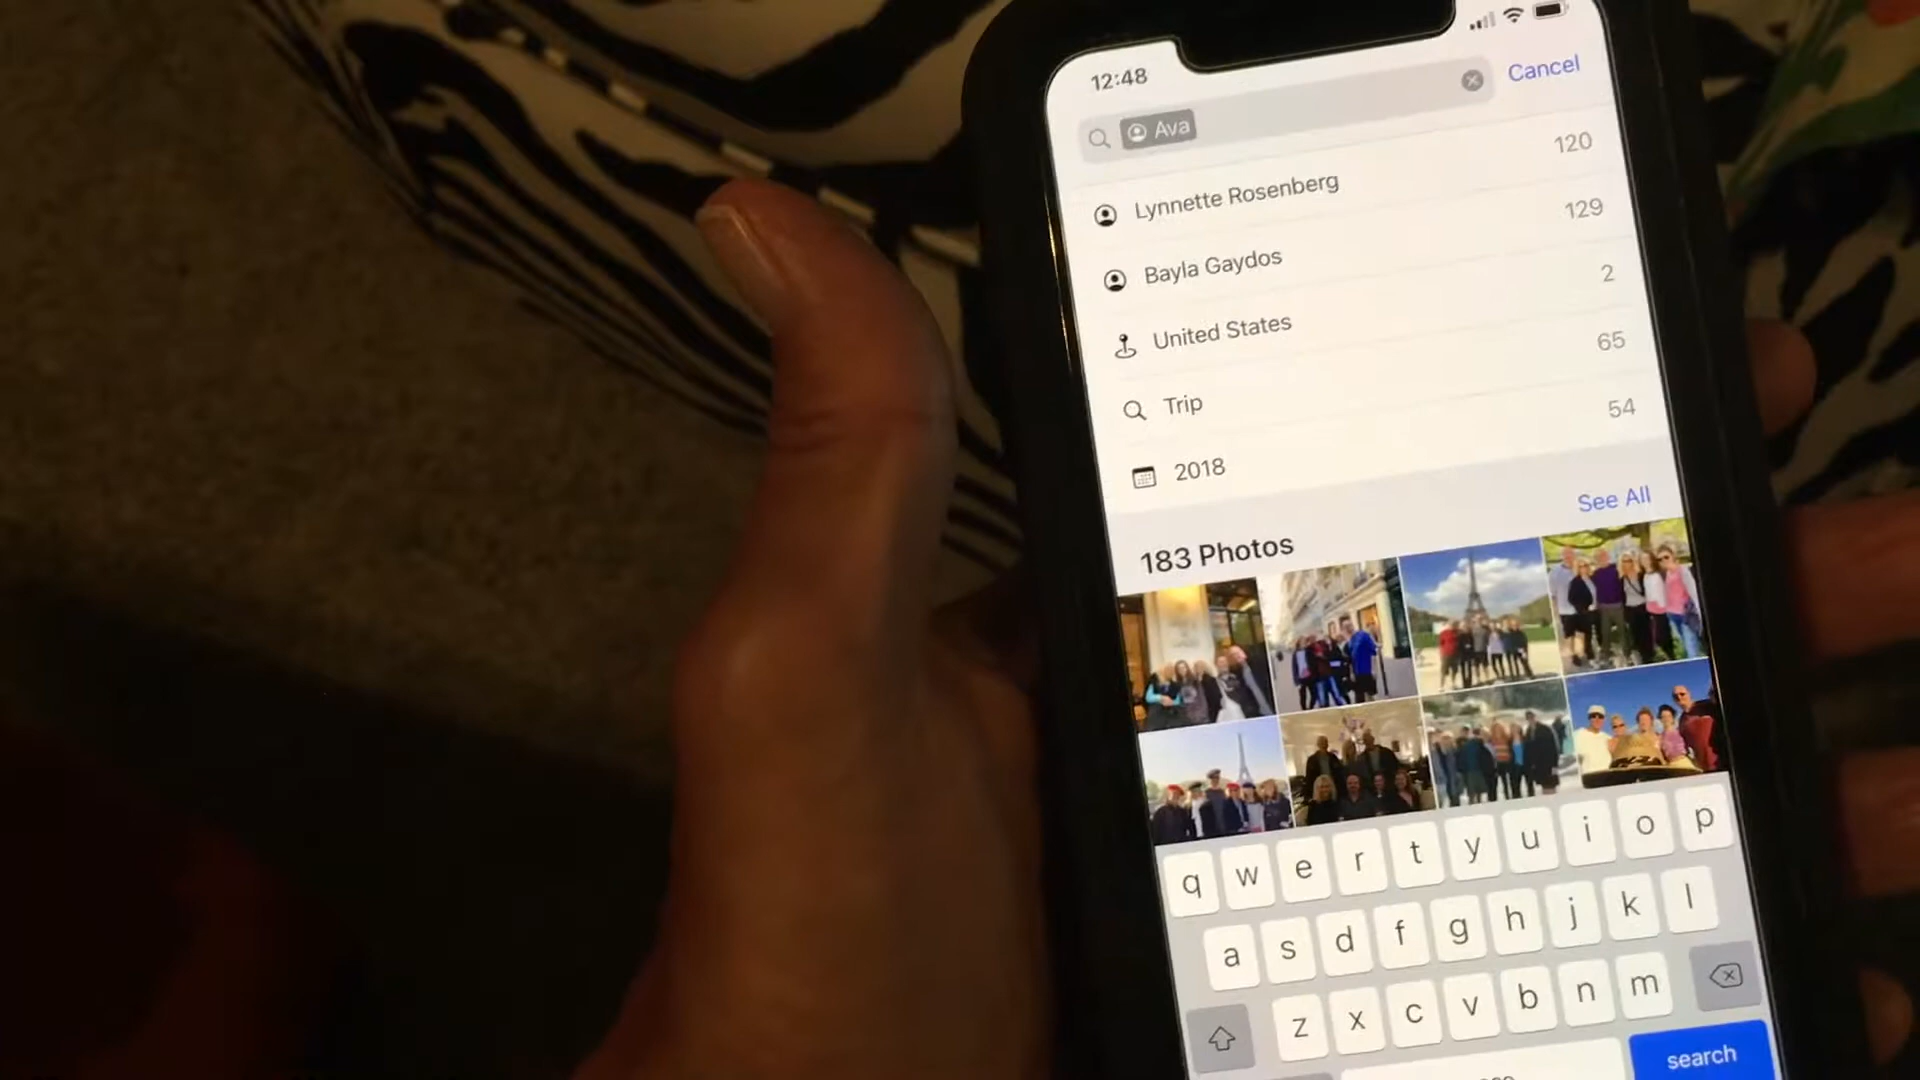 12:48
Ava
Cancel
Lynnette Rosenberg 120
Bayla Gaydos 129
United States 2
Trip 65
2018 54
See All
183 Photos
q w e r t y u i o p
a s d f g h j k l
z x c v b n m
search